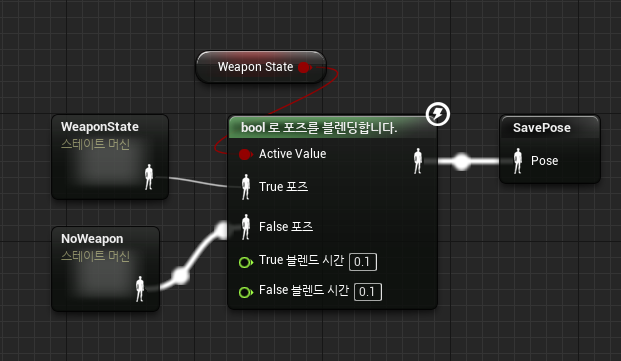 Weapon State
WeaponState
스테이트 머신
bool 로 포즈를 블렌딩합니다.
SavePose
Active Value
Pose
True 포즈
False 포즈
NoWeapon
스테이트 머신
True 블렌드 시간 0.1
False 블렌드 시간 0.1